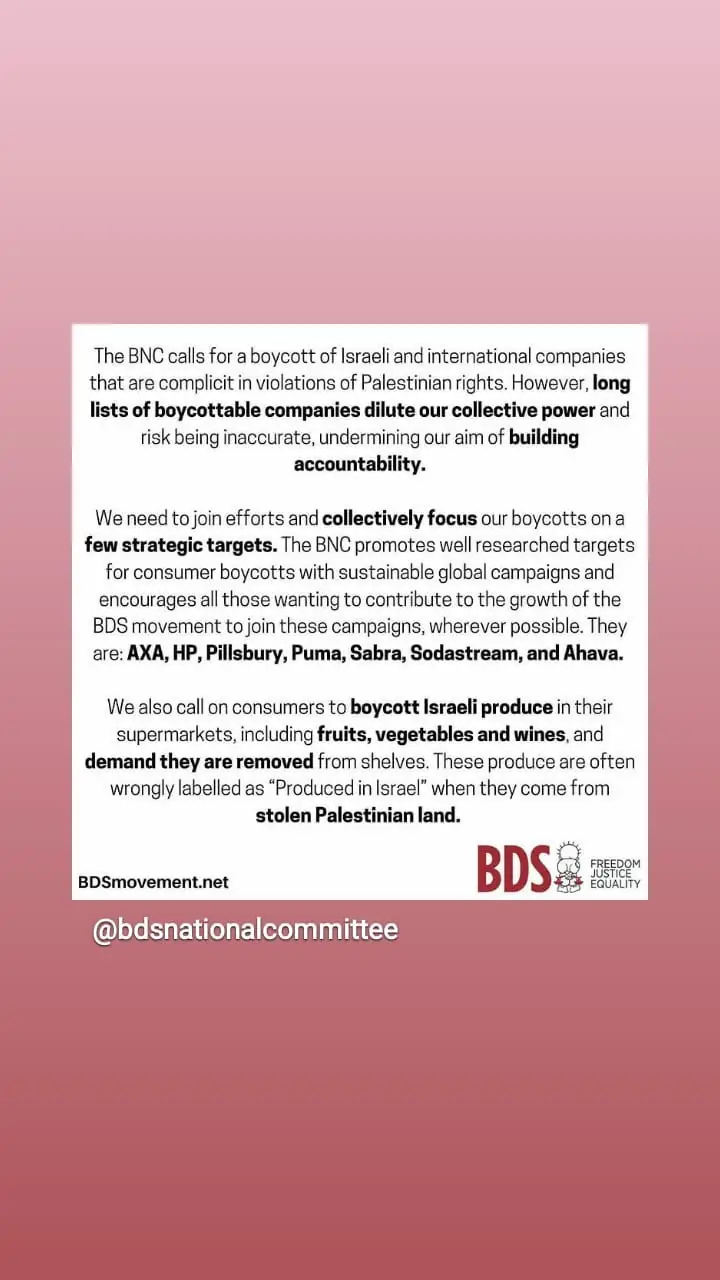 The BNC calls for a boycott of Israeli and international companies
that are complicit in violations of Palestinian rights. However, long
lists of boycottable companies dilute our collective power and
risk being inaccurate, undermining our aim of building
accountability.
We need to join efforts and collectively focus our boycotts on a
few strategic targets. The BNC promotes well researched targets
for consumer boycotts with sustainable global campaigns and
encourages all those wanting to contribute to the growth of the
BDS movement to join these campaigns, wherever possible. They
are: AXA, HP, Pillsbury, Puma, Sabra, Sodastream, and Ahava.
We also call on consumers to boycott Israeli produce in their
supermarkets, including fruits, vegetables and wines, and
demand they are removed from shelves. These produce are often
wrongly labelled as “Produced in Israel” when they come from
stolen Palestinian land.
BDSmovement.net
BDS
FREEDOM
JUSTICE
EQUALITY
@bdsnationalcommittee